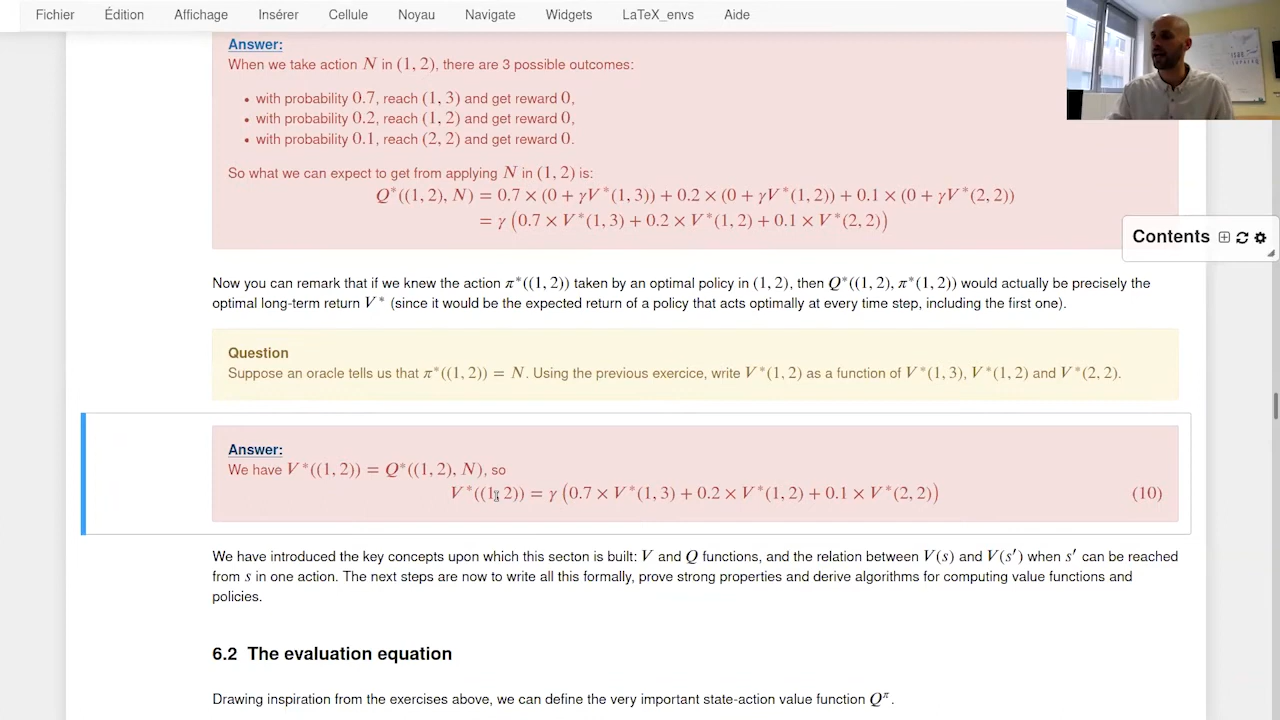 Fichier Édition Affichage Insérer Cellule Noyau Navigate Widgets LaTeX_envs Aide
Answer:
When we take action N in (1, 2), there are 3 possible outcomes:
• with probability 0.7, reach (1, 3) and get reward 0,
• with probability 0.2, reach (1, 2) and get reward 0,
• with probability 0.1, reach (2, 2) and get reward 0.
So what we can expect to get from applying N in (1, 2) is:
Q*((1, 2), N) = 0.7 × (0 + γV*(1, 3)) + 0.2 × (0 + γV*(1, 2)) + 0.1 × (0 + γV*(2, 2))
= γ (0.7 × V*(1, 3) + 0.2 × V*(1, 2) + 0.1 × V*(2, 2))
Contents
Now you can remark that if we knew the action π*((1, 2)) taken by an optimal policy in (1, 2), then Q*((1, 2), π*(1, 2)) would actually be precisely the
optimal long-term return V* (since it would be the expected return of a policy that acts optimally at every time step, including the first one).
Question
Suppose an oracle tells us that π*((1, 2)) = N. Using the previous exercice, write V*(1, 2) as a function of V*(1, 3), V*(1, 2) and V*(2, 2).
Answer:
We have V*((1, 2)) = Q*((1, 2), N), so
V*((1, 2)) = γ (0.7 × V*(1, 3) + 0.2 × V*(1, 2) + 0.1 × V*(2, 2)) (10)
We have introduced the key concepts upon which this secton is built: V and Q functions, and the relation between V(s) and V(s′) when s′ can be reached
from s in one action. The next steps are now to write all this formally, prove strong properties and derive algorithms for computing value functions and
policies.
6.2 The evaluation equation
Drawing inspiration from the exercises above, we can define the very important state-action value function Qπ.